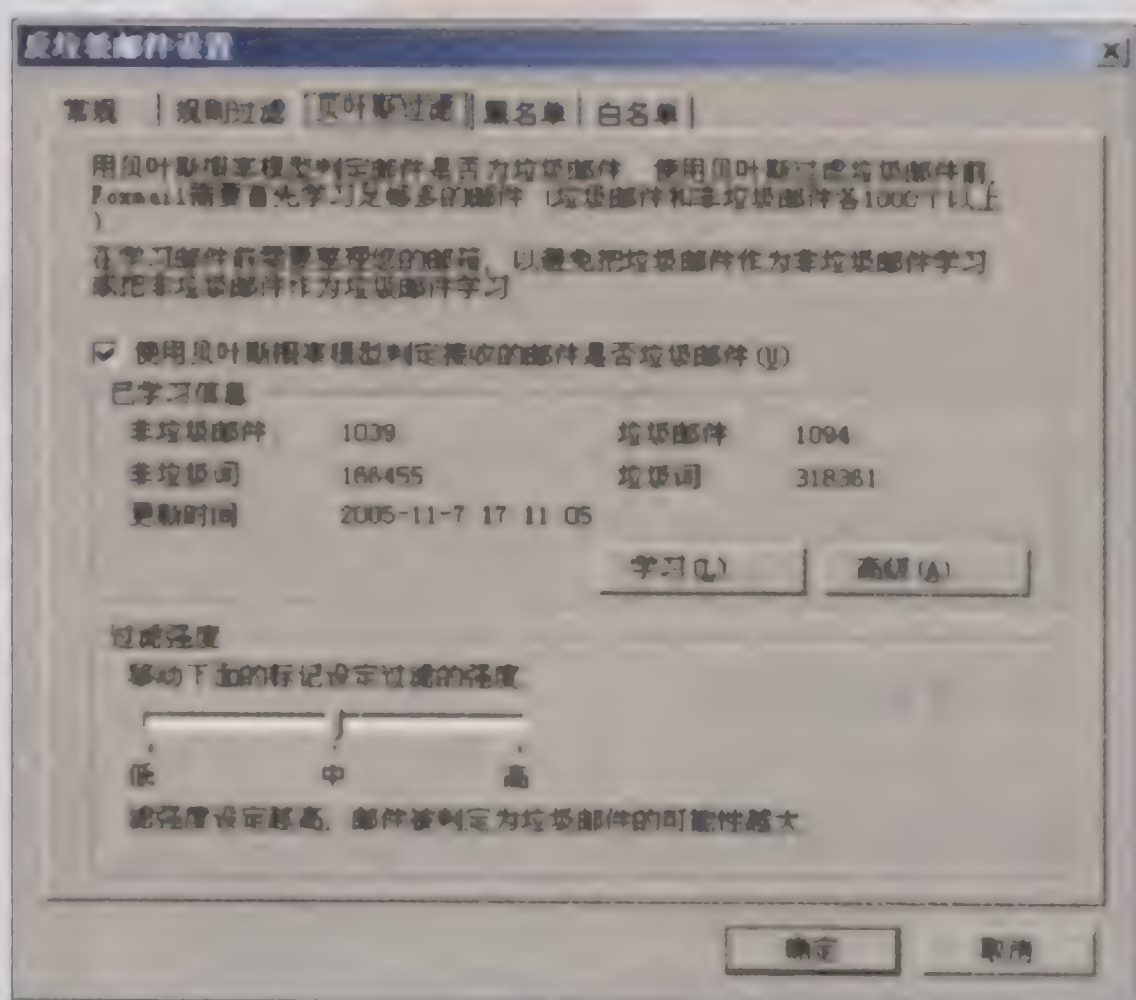 反垃圾邮件设置
常规 规则过滤 贝叶斯过滤 黑名单 白名单
用贝叶斯概率模型判定邮件是否为垃圾邮件，使用贝叶斯过滤垃圾邮件前，
Foxmail需要首先学习足够多的邮件（垃圾邮件和非垃圾邮件各1000个以上
）
在学习邮件前需要整理您的邮箱，以避免把垃圾邮件作为非垃圾邮件学习
或把非垃圾邮件作为垃圾邮件学习
使用贝叶斯概率模型判定接收的邮件是否垃圾邮件(U)
已学习信息
非垃圾邮件 1039 垃圾邮件 1094
非垃圾词 垃圾词
更新时间 2005-11-7 17 11 05
学习(L) 高级(A)
过滤强度
移动下面的标记设定过滤的强度
低 中 高
滤强度设定越高，邮件被判定为垃圾邮件的可能性越大
确定 取消